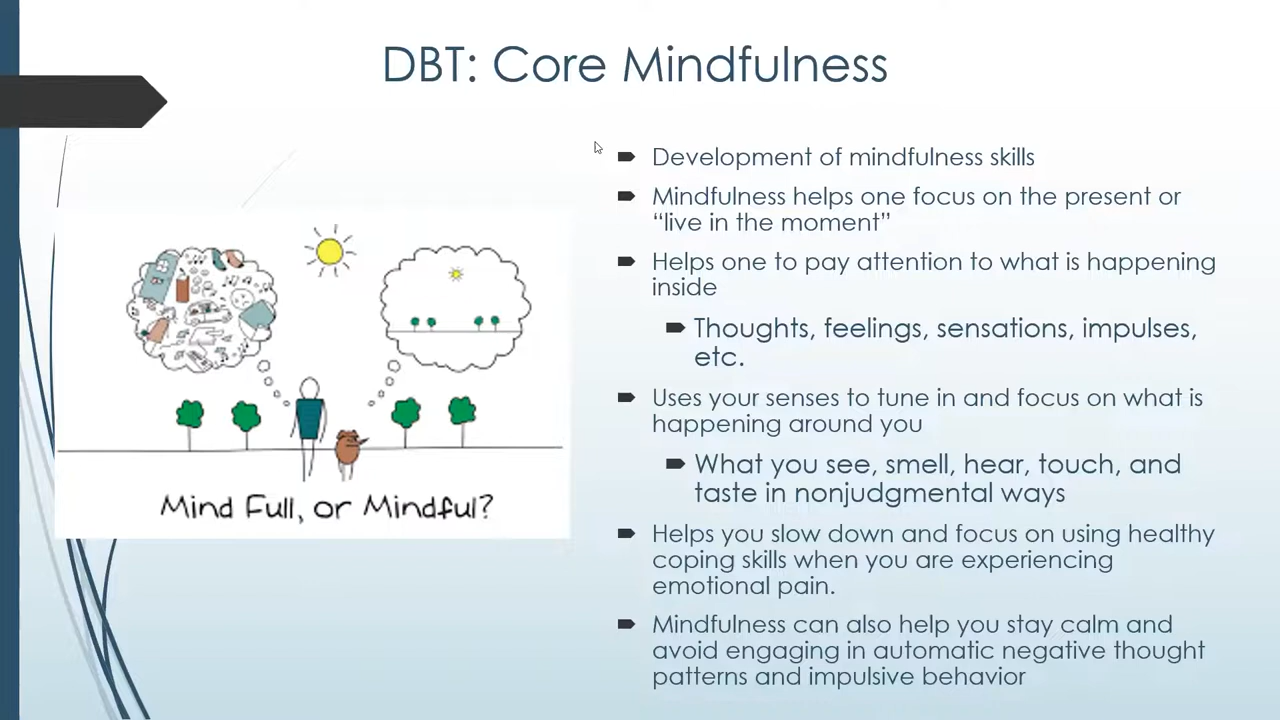 DBT: Core Mindfulness
Development of mindfulness skills
Mindfulness helps one focus on the present or
“live in the moment”
Helps one to pay attention to what is happening
inside
Thoughts, feelings, sensations, impulses,
etc.
Uses your senses to tune in and focus on what is
happening around you
What you see, smell, hear, touch, and
taste in nonjudgmental ways
Helps you slow down and focus on using healthy
coping skills when you are experiencing
emotional pain.
Mindfulness can also help you stay calm and
avoid engaging in automatic negative thought
patterns and impulsive behavior
Mind Full, or Mindful?